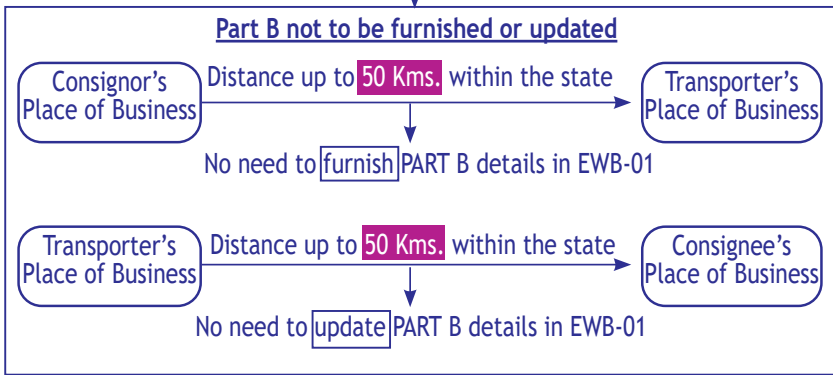 Part B not to be furnished or updated
Consignor's
Place of Business
Distance up to 50 Kms. within the state
Transporter's
Place of Business
No need to furnish PART B details in EWB-01
Transporter's
Place of Business
Distance up to 50 Kms. within the state
Consignee's
Place of Business
No need to update PART B details in EWB-01